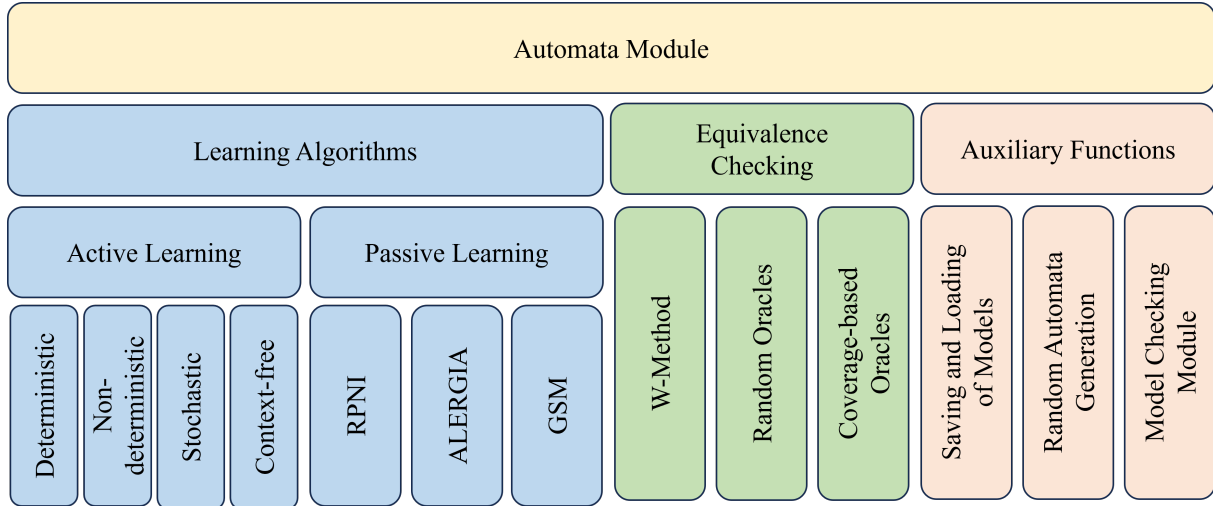 Automata Module
Learning Algorithms
Equivalence
Checking
Auxiliary Functions
Active Learning
Passive Learning
Deterministic
Non-
deterministic
Stochastic
Context-free
RPNI
ALERGIA
GSM
W-Method
Random Oracles
Coverage-based
Oracles
Saving and Loading
of Models
Random Automata
Generation
Model Checking
Module